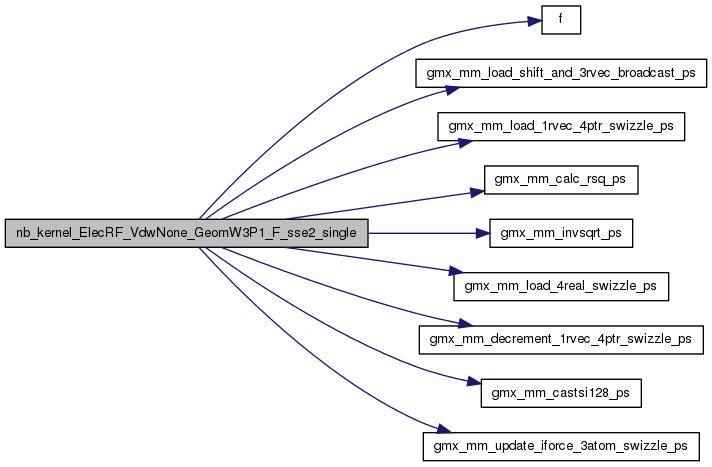 f
gmx_mm_load_shift_and_3rvec_broadcast_ps
gmx_mm_load_1rvec_4ptr_swizzle_ps
gmx_mm_calc_rsq_ps
nb_kernel_ElecRF_VdwNone_GeomW3P1_F_sse2_single
gmx_mm_invsqrt_ps
gmx_mm_load_4real_swizzle_ps
gmx_mm_decrement_1rvec_4ptr_swizzle_ps
gmx_mm_castsi128_ps
gmx_mm_update_iforce_3atom_swizzle_ps